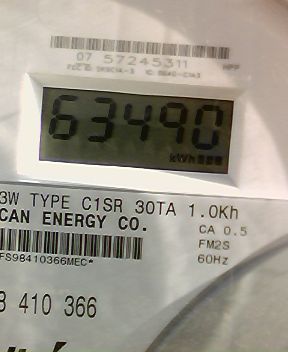 07 57245311
63490
kWh
3W TYPE C1SR 30TA 1.0Kh
CAN ENERGY CO.
CA 0.5
FM2S
FS98410366MEC*
60Hz
410 366